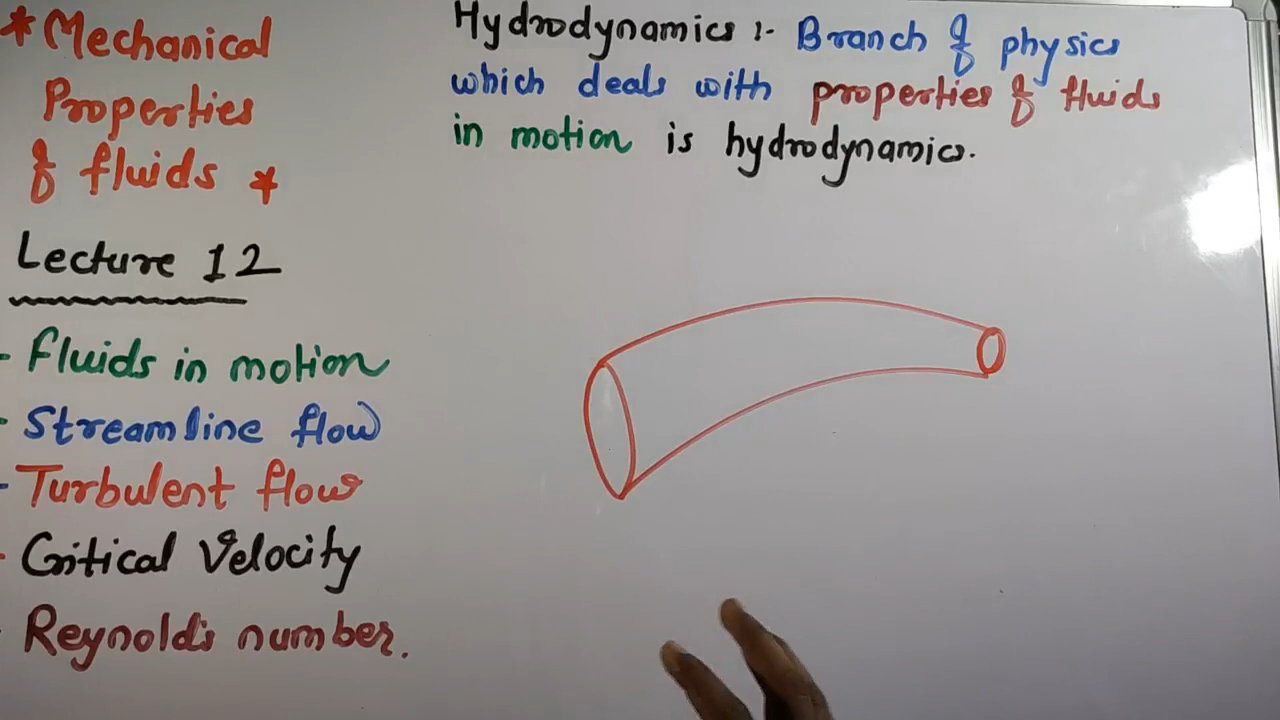 * Mechanical
Properties
of fluids *
Lecture 12
- Fluids in motion
- Streamline flow
- Turbulent flow
- Critical Velocity
- Reynold's number.
Hydrodynamics :- Branch of physics
which deals with properties of fluids
in motion is hydrodynamics.